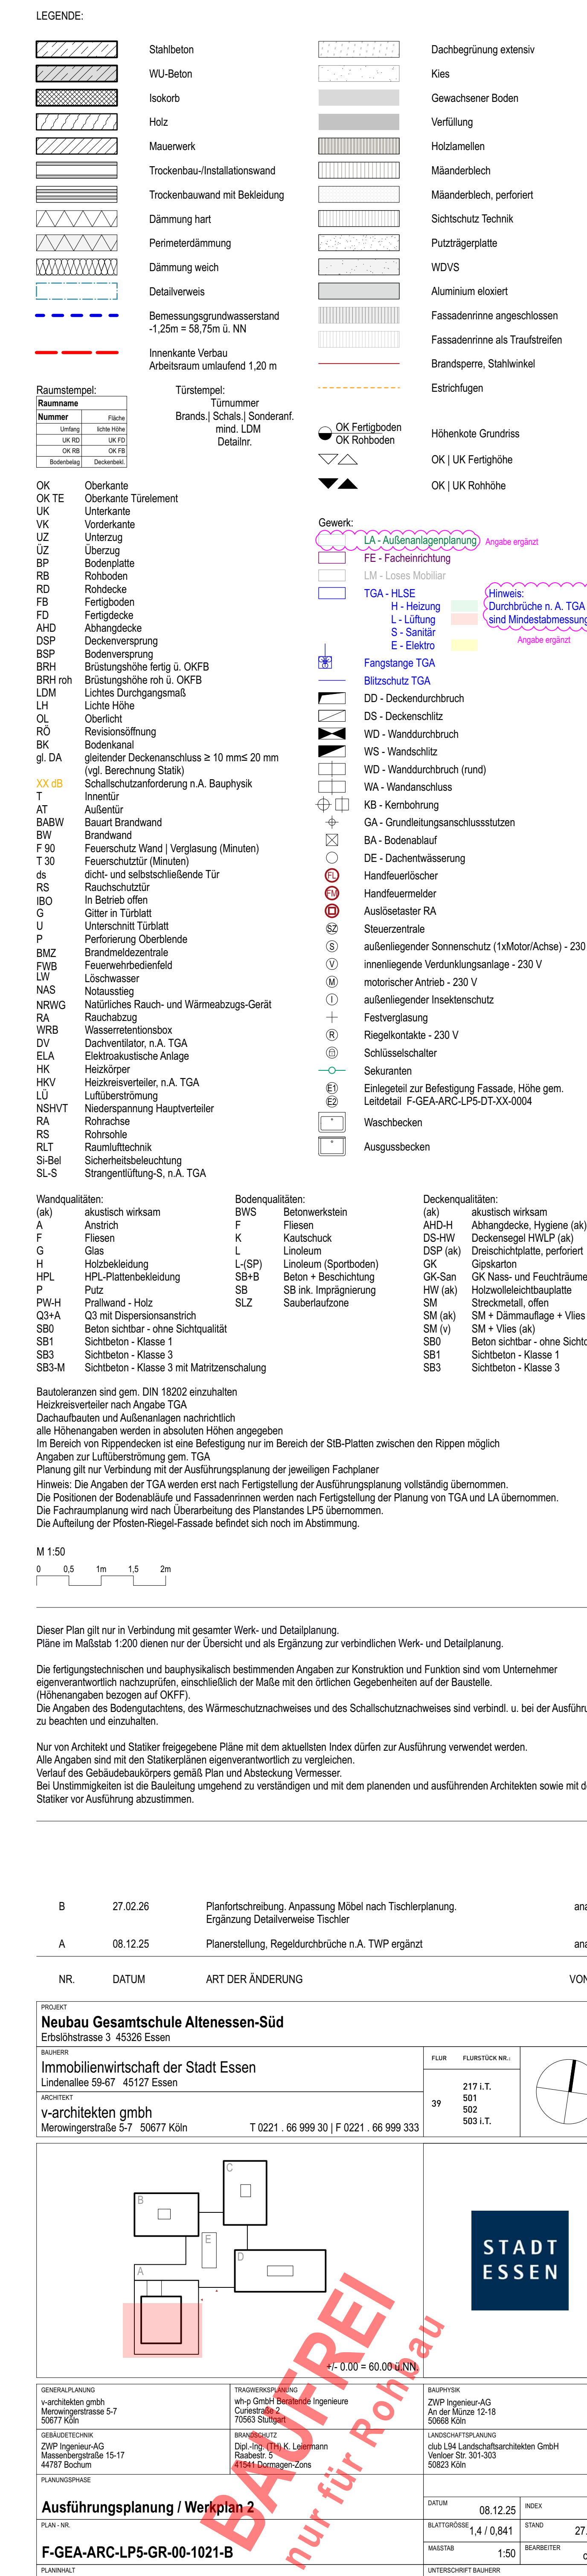 LEGENDE:
Stahlbeton
WU-Beton
Isokorb
Holz
Mauerwerk
Trockenbau-/Installationswand
Trockenbauwand mit Bekleidung
Dämmung hart
Perimeterdämmung
Dämmung weich
Detailverweis
Bemessungsgrundwasserstand
-1,25m = 58,75m ü. NN
Innenkante Verbau
Arbeitsraum umlaufend 1,20 m
Dachbegrünung extensiv
Kies
Gewachsener Boden
Verfüllung
Holzlamellen
Mäanderblech
Mäanderblech, perforiert
Sichtschutz Technik
Putzträgerplatte
WDVS
Aluminium eloxiert
Fassadenrinne angeschlossen
Fassadenrinne als Traufstreifen
Brandsperre, Stahlwinkel
Estrichfugen
Raumstempel:
Raumname
Nummer Fläche
Umfang lichte Höhe
UK RD UK FD
OK RB OK FB
Bodenbelag Deckenbekl.
Türstempel:
Türnummer
Brands.| Schals.| Sonderanf.
mind. LDM
Detailnr.
OK Fertigboden
OK Rohboden
Höhenkote Grundriss
OK | UK Fertighöhe
OK | UK Rohhöhe
OK Oberkante
OK TE Oberkante Türelement
UK Unterkante
VK Vorderkante
UZ Unterzug
ÜZ Überzug
BP Bodenplatte
RB Rohboden
RD Rohdecke
FB Fertigboden
FD Fertigdecke
AHD Abhangdecke
DSP Deckenversprung
BSP Bodenversprung
BRH Brüstungshöhe fertig ü. OKFB
BRH roh Brüstungshöhe roh ü. OKFB
LDM Lichtes Durchgangsmaß
LH Lichte Höhe
OL Oberlicht
RÖ Revisionsöffnung
BK Bodenkanal
gl. DA gleitender Deckenanschluss ≥ 10 mm≤ 20 mm
(vgl. Berechnung Statik)
XX dB Schallschutzanforderung n.A. Bauphysik
T Innentür
AT Außentür
BABW Bauart Brandwand
BW Brandwand
F 90 Feuerschutz Wand | Verglasung (Minuten)
T 30 Feuerschutztür (Minuten)
ds dicht- und selbstschließende Tür
RS Rauchschutztür
IBO In Betrieb offen
G Gitter in Türblatt
U Unterschnitt Türblatt
P Perforierung Oberblende
BMZ Brandmeldezentrale
FWB Feuerwehrbedienfeld
LW Löschwasser
NAS Notausstieg
NRWG Natürliches Rauch- und Wärmeabzugs-Gerät
RA Rauchabzug
WRB Wasserretentionsbox
DV Dachventilator, n.A. TGA
ELA Elektroakustische Anlage
HK Heizkörper
HKV Heizkreisverteiler, n.A. TGA
LÜ Luftüberströmung
NSHVT Niederspannung Hauptverteiler
RA Rohrachse
RS Rohrsohle
RLT Raumlufttechnik
Si-Bel Sicherheitsbeleuchtung
SL-S Strangentlüftung-S, n.A. TGA
Gewerk:
LA - Außenanlagenplanung Angabe ergänzt
FE - Facheinrichtung
LM - Loses Mobiliar
TGA - HLSE
H - Heizung
L - Lüftung
S - Sanitär
E - Elektro
Hinweis:
Durchbrüche n. A. TGA
sind Mindestabmessung
Angabe ergänzt
Fangstange TGA
Blitzschutz TGA
DD - Deckendurchbruch
DS - Deckenschlitz
WD - Wanddurchbruch
WS - Wandschlitz
WD - Wanddurchbruch (rund)
WA - Wandanschluss
KB - Kernbohrung
GA - Grundleitungsanschlussstutzen
BA - Bodenablauf
DE - Dachentwässerung
FL Handfeuerlöscher
FM Handfeuermelder
Auslösetaster RA
SZ Steuerzentrale
S außenliegender Sonnenschutz (1xMotor/Achse) - 230
V innenliegende Verdunklungsanlage - 230 V
M motorischer Antrieb - 230 V
I außenliegender Insektenschutz
Festverglasung
R Riegelkontakte - 230 V
Schlüsselschalter
Sekuranten
E1 Einlegeteil zur Befestigung Fassade, Höhe gem.
E2 Leitdetail F-GEA-ARC-LP5-DT-XX-0004
Waschbecken
Ausgussbecken
Wandqualitäten:
(ak) akustisch wirksam
A Anstrich
F Fliesen
G Glas
H Holzbekleidung
HPL HPL-Plattenbekleidung
P Putz
PW-H Prallwand - Holz
Q3+A Q3 mit Dispersionsanstrich
SB0 Beton sichtbar - ohne Sichtqualität
SB1 Sichtbeton - Klasse 1
SB3 Sichtbeton - Klasse 3
SB3-M Sichtbeton - Klasse 3 mit Matritzenschalung
Bodenqualitäten:
BWS Betonwerkstein
F Fliesen
K Kautschuck
L Linoleum
L-(SP) Linoleum (Sportboden)
SB+B Beton + Beschichtung
SB SB ink. Imprägnierung
SLZ Sauberlaufzone
Deckenqualitäten:
(ak) akustisch wirksam
AHD-H Abhangdecke, Hygiene (ak)
DS-HW Deckensegel HWLP (ak)
DSP (ak) Dreischichtplatte, perforiert
GK Gipskarton
GK-San GK Nass- und Feuchträume
HW (ak) Holzwolleleichtbauplatte
SM Streckmetall, offen
SM (ak) SM + Dämmauflage + Vlies
SM (v) SM + Vlies (ak)
SB0 Beton sichtbar - ohne Sichtq
SB1 Sichtbeton - Klasse 1
SB3 Sichtbeton - Klasse 3
Bautoleranzen sind gem. DIN 18202 einzuhalten
Heizkreisverteiler nach Angabe TGA
Dachaufbauten und Außenanlagen nachrichtlich
alle Höhenangaben werden in absoluten Höhen angegeben
Im Bereich von Rippendecken ist eine Befestigung nur im Bereich der StB-Platten zwischen den Rippen möglich
Angaben zur Luftüberströmung gem. TGA
Planung gilt nur Verbindung mit der Ausführungsplanung der jeweiligen Fachplaner
Hinweis: Die Angaben der TGA werden erst nach Fertigstellung der Ausführungsplanung vollständig übernommen.
Die Positionen der Bodenabläufe und Fassadenrinnen werden nach Fertigstellung der Planung von TGA und LA übernommen.
Die Fachraumplanung wird nach Überarbeitung des Planstandes LP5 übernommen.
Die Aufteilung der Pfosten-Riegel-Fassade befindet sich noch im Abstimmung.
M 1:50
0 0,5 1m 1,5 2m
Dieser Plan gilt nur in Verbindung mit gesamter Werk- und Detailplanung.
Pläne im Maßstab 1:200 dienen nur der Übersicht und als Ergänzung zur verbindlichen Werk- und Detailplanung.
Die fertigungstechnischen und bauphysikalisch bestimmenden Angaben zur Konstruktion und Funktion sind vom Unternehmer
eigenverantwortlich nachzuprüfen, einschließlich der Maße mit den örtlichen Gegebenheiten auf der Baustelle.
(Höhenangaben bezogen auf OKFF).
Die Angaben des Bodengutachtens, des Wärmeschutznachweises und des Schallschutznachweises sind verbindl. u. bei der Ausführu
zu beachten und einzuhalten.
Nur von Architekt und Statiker freigegebene Pläne mit dem aktuellsten Index dürfen zur Ausführung verwendet werden.
Alle Angaben sind mit den Statikerplänen eigenverantwortlich zu vergleichen.
Verlauf des Gebäudebaukörpers gemäß Plan und Absteckung Vermesser.
Bei Unstimmigkeiten ist die Bauleitung umgehend zu verständigen und mit dem planenden und ausführenden Architekten sowie mit de
Statiker vor Ausführung abzustimmen.
B 27.02.26 Planfortschreibung. Anpassung Möbel nach Tischlerplanung. ana
Ergänzung Detailverweise Tischler
A 08.12.25 Planerstellung, Regeldurchbrüche n.A. TWP ergänzt ana
NR. DATUM ART DER ÄNDERUNG VON
PROJEKT
Neubau Gesamtschule Altenessen-Süd
Erbslöhstrasse 3 45326 Essen
BAUHERR
Immobilienwirtschaft der Stadt Essen
Lindenallee 59-67 45127 Essen
ARCHITEKT
v-architekten gmbh
Merowingerstraße 5-7 50677 Köln T 0221 . 66 999 30 | F 0221 . 66 999 333
FLUR FLURSTÜCK NR.:
39
217 i.T.
501
502
503 i.T.
C
B
E
D
A
+/- 0.00 = 60.00 ü.NN
STADT
ESSEN
BAUFREI
nur für Rohbau
GENERALPLANUNG
v-architekten gmbh
Merowingerstrasse 5-7
50677 Köln
TRAGWERKSPLANUNG
wh-p GmbH Beratende Ingenieure
Curiestraße 2
70563 Stuttgart
BAUPHYSIK
ZWP Ingenieur-AG
An der Münze 12-18
50668 Köln
GEBÄUDETECHNIK
ZWP Ingenieur-AG
Massenbergstraße 15-17
44787 Bochum
BRANDSCHUTZ
Dipl.-Ing. (TH) K. Leiermann
Raabestr. 5
41541 Dormagen-Zons
LANDSCHAFTSPLANUNG
club L94 Landschaftsarchitekten GmbH
Venloer Str. 301-303
50823 Köln
PLANUNGSPHASE
Ausführungsplanung / Werkplan 2
DATUM 08.12.25 INDEX
PLAN - NR.
F-GEA-ARC-LP5-GR-00-1021-B
BLATTGRÖSSE 1,4 / 0,841 STAND 27.
MAßSTAB 1:50 BEARBEITER
PLANINHALT
UNTERSCHRIFT BAUHERR